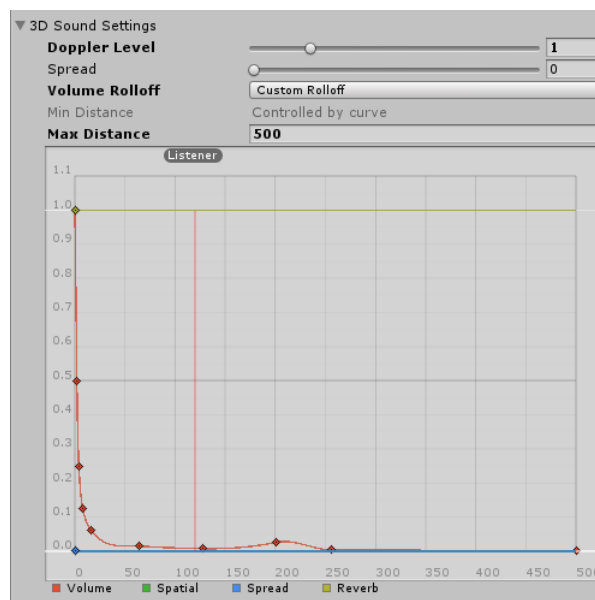 3D Sound Settings
Doppler Level 1
Spread 0
Volume Rolloff Custom Rolloff
Min Distance Controlled by curve
Max Distance 500
Listener
1.1
1.0
0.9
0.8
0.7
0.6
0.5
0.4
0.3
0.2
0.1
0.0
0 50 100 150 200 250 300 350 400 450 500
Volume Spatial Spread Reverb